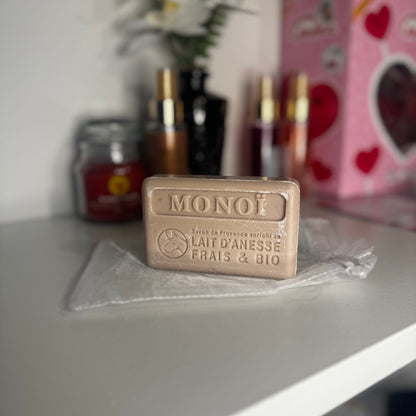 MONOÏ
Savon de Provence enrichi au
LAIT D'ANESSE
FRAIS & BIO